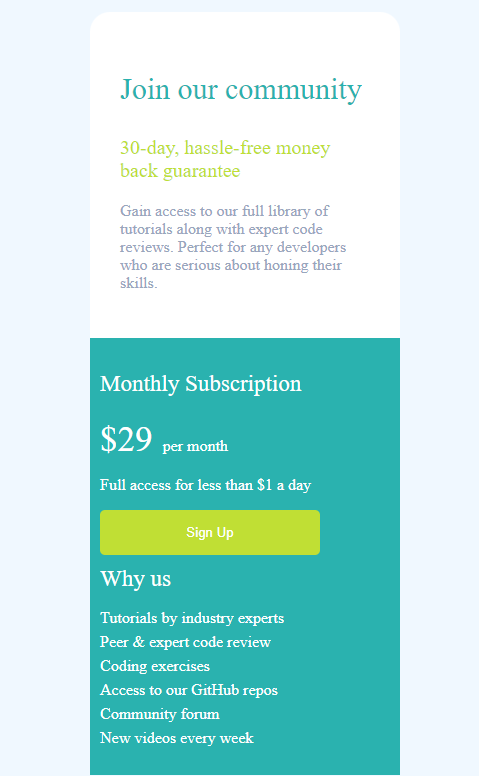 Join our community
30-day, hassle-free money
back guarantee
Gain access to our full library of
tutorials along with expert code
reviews. Perfect for any developers
who are serious about honing their
skills.
Monthly Subscription
$29 per month
Full access for less than $1 a day
Sign Up
Why us
Tutorials by industry experts
Peer & expert code review
Coding exercises
Access to our GitHub repos
Community forum
New videos every week